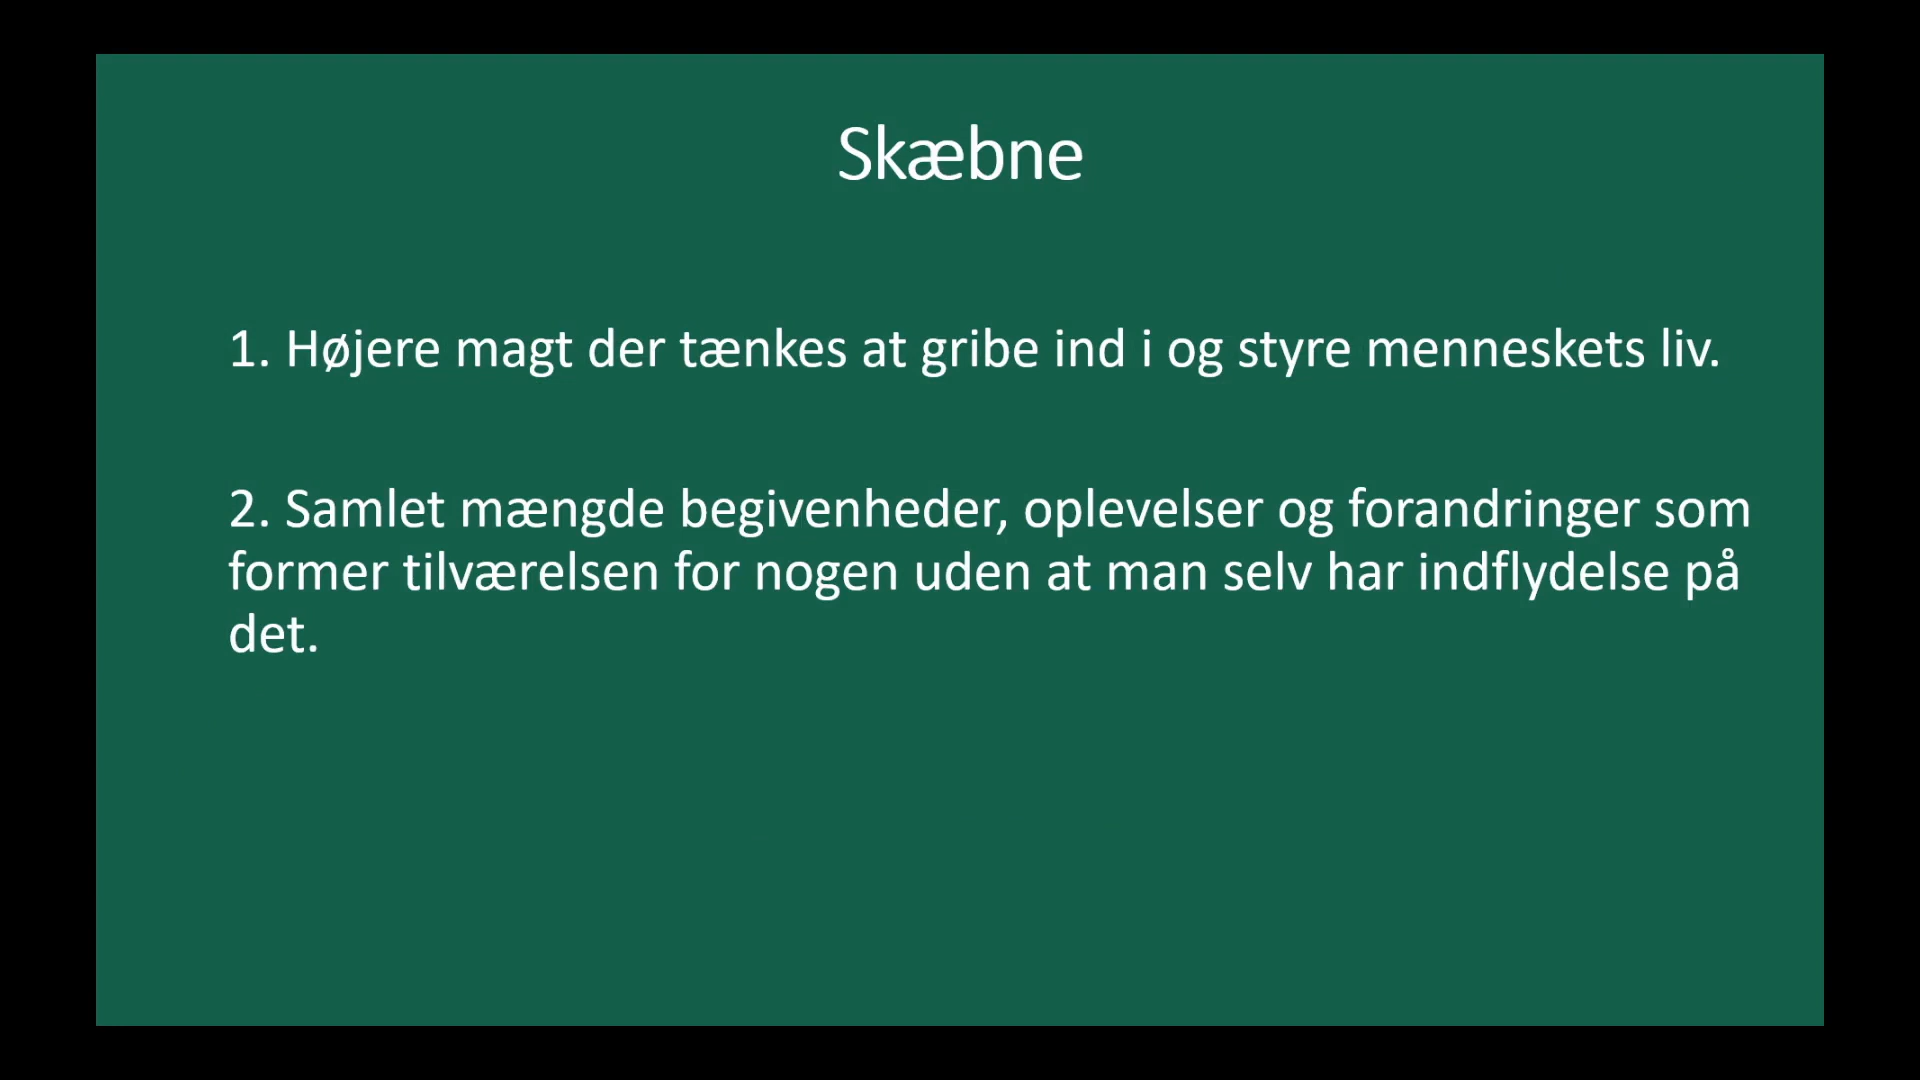 Skæbne
1. Højere magt der tænkes at gribe ind i og styre menneskets liv.
2. Samlet mængde begivenheder, oplevelser og forandringer som
former tilværelsen for nogen uden at man selv har indflydelse på
det.